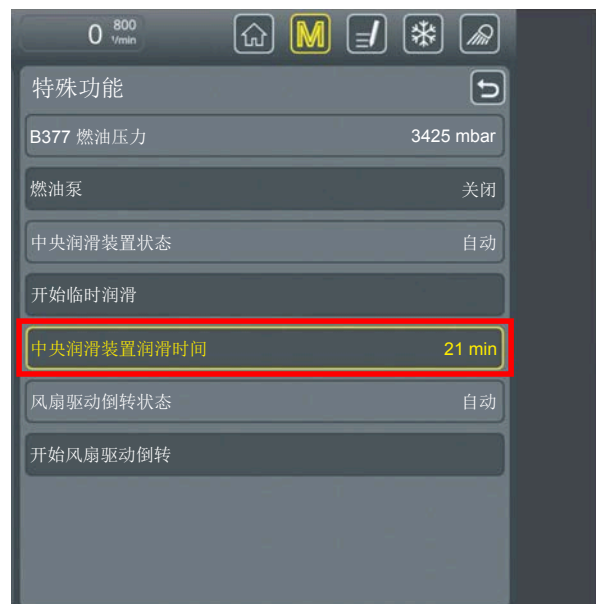 0 800
1/min
M
特殊功能
B377 燃油压力 3425 mbar
燃油泵 关闭
中央润滑装置状态 自动
开始临时润滑
中央润滑装置润滑时间 21 min
风扇驱动倒转状态 自动
开始风扇驱动倒转